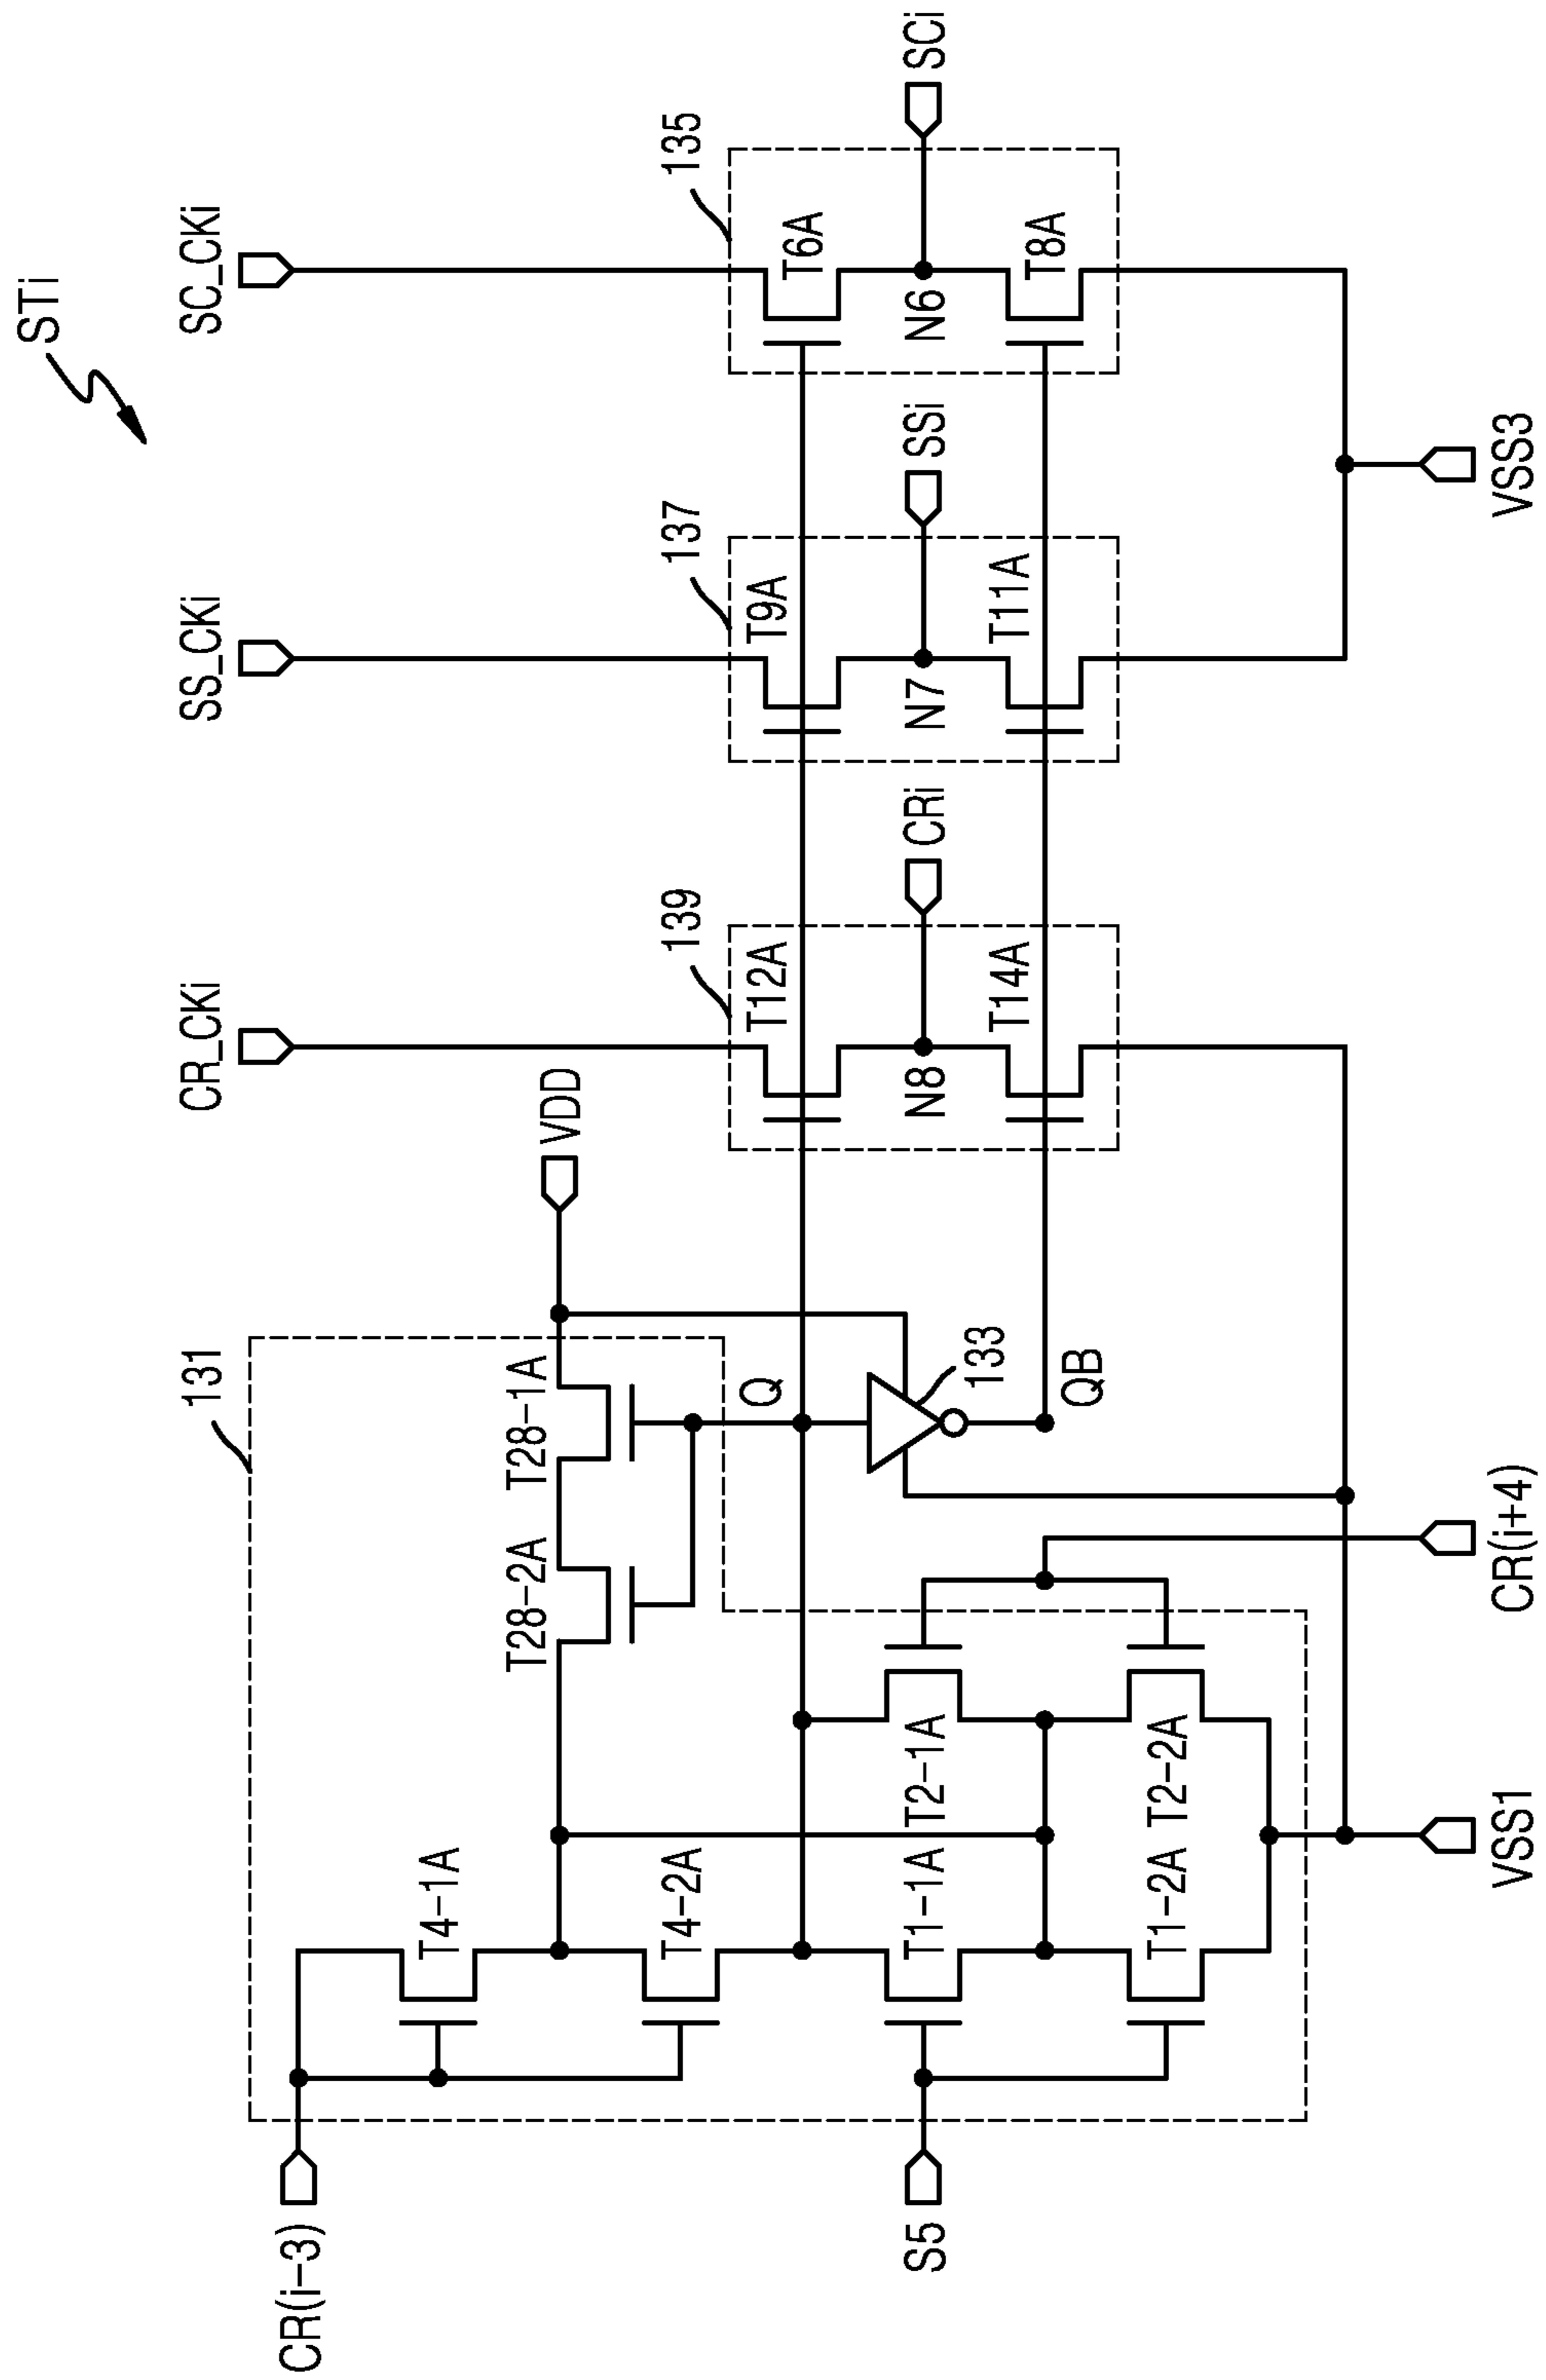 STi
CR_CKi
SS_CKi
SC_CKi
131
VDD
139
137
135
CR(i-3)
T4-1A
T28-2A
T28-1A
T4-2A
Q
T12A
T9A
T6A
S5
T1-1A
T2-1A
133
N8
CRi
N7
SSi
N6
SCi
T1-2A
T2-2A
QB
T14A
T11A
T8A
VSS1
CR(i+4)
VSS3